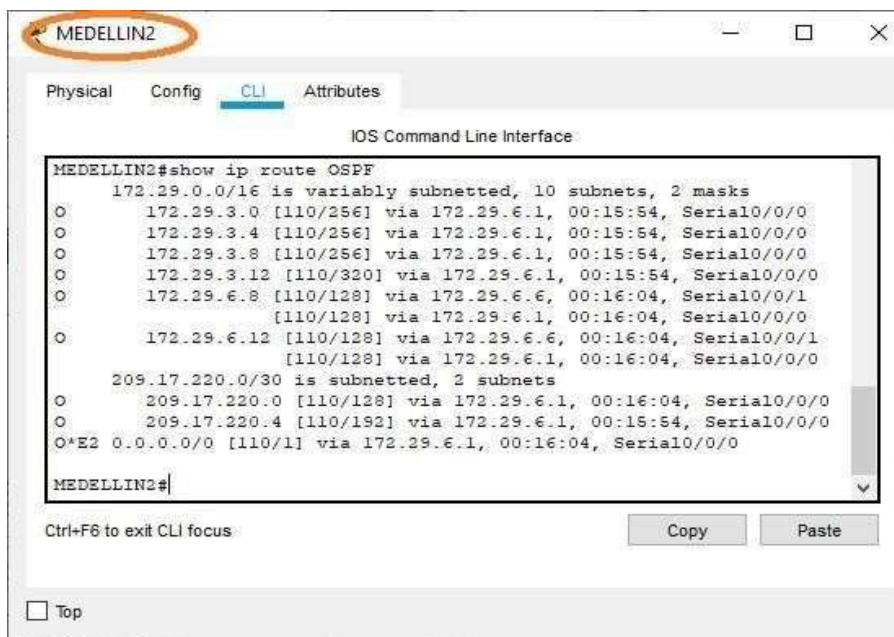 MEDELLIN2
Physical Config CLI Attributes
IOS Command Line Interface
MEDELLIN2#show ip route OSPF
172.29.0.0/16 is variably subnetted, 10 subnets, 2 masks
O 172.29.3.0 [110/256] via 172.29.6.1, 00:15:54, Serial0/0/0
O 172.29.3.4 [110/256] via 172.29.6.1, 00:15:54, Serial0/0/0
O 172.29.3.8 [110/256] via 172.29.6.1, 00:15:54, Serial0/0/0
O 172.29.3.12 [110/320] via 172.29.6.1, 00:15:54, Serial0/0/0
O 172.29.6.8 [110/128] via 172.29.6.6, 00:16:04, Serial0/0/1
[110/128] via 172.29.6.1, 00:16:04, Serial0/0/0
O 172.29.6.12 [110/128] via 172.29.6.6, 00:16:04, Serial0/0/1
[110/128] via 172.29.6.1, 00:16:04, Serial0/0/0
209.17.220.0/30 is subnetted, 2 subnets
O 209.17.220.0 [110/128] via 172.29.6.1, 00:16:04, Serial0/0/0
O 209.17.220.4 [110/192] via 172.29.6.1, 00:15:54, Serial0/0/0
O*E2 0.0.0.0/0 [110/1] via 172.29.6.1, 00:16:04, Serial0/0/0
MEDELLIN2#
Ctrl+F6 to exit CLI focus
Copy Paste
Top